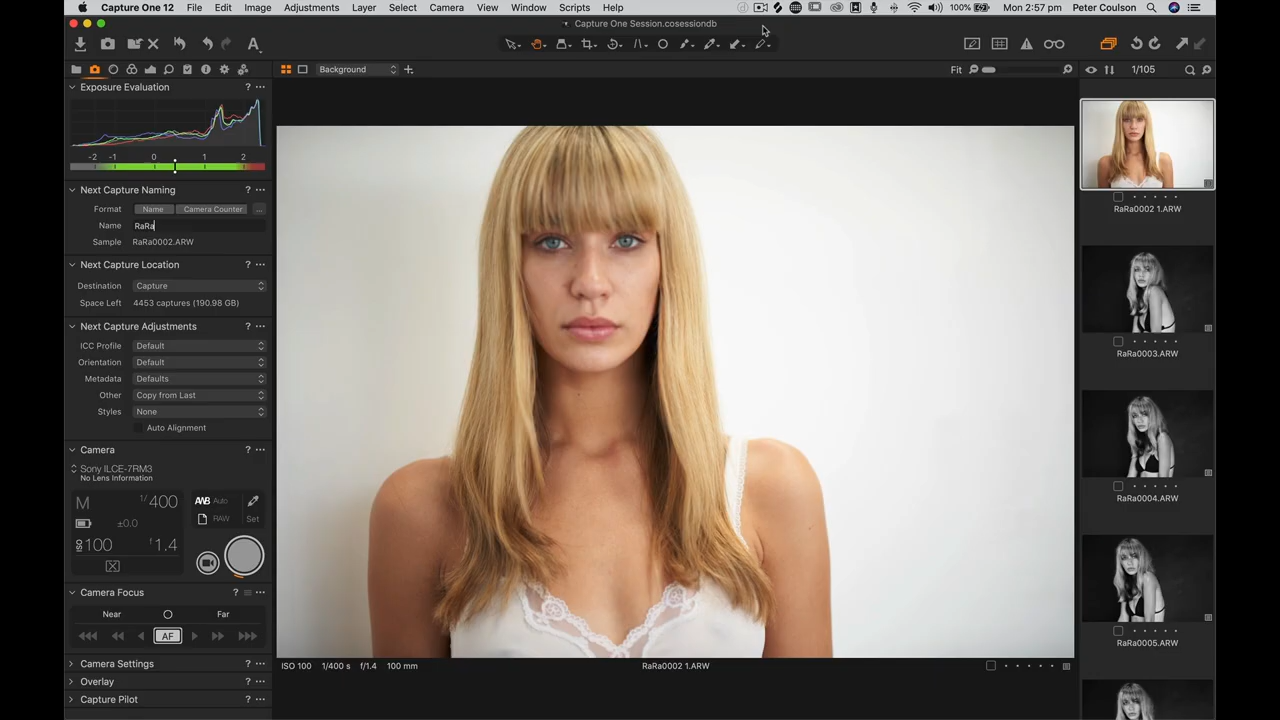 Capture One 12 File Edit Image Adjustments Layer Select Camera View Window Scripts Help 100% Mon 2:57 pm Peter Coulson
Capture One Session.cosessiondb
A
Background
Fit
1/105
Exposure Evaluation ?
-2 -1 0 1 2
Next Capture Naming ?
Format Name Camera Counter ...
Name RaRa
Sample RaRa0002.ARW
Next Capture Location ?
Destination Capture
Space Left 4453 captures (190.98 GB)
Next Capture Adjustments ?
ICC Profile Default
Orientation Default
Metadata Defaults
Other Copy from Last
Styles None
Auto Alignment
Camera ?
Sony ILCE-7RM3
No Lens Information
M 1/400
AWB Auto
±0.0
RAW Set
ISO 100 f 1.4
Camera Focus ?
Near Far
AF
Camera Settings ?
Overlay ?
Capture Pilot ?
ISO 100 1/400 s f/1.4 100 mm
RaRa0002 1.ARW
RaRa0002 1.ARW
RaRa0003.ARW
RaRa0004.ARW
RaRa0005.ARW